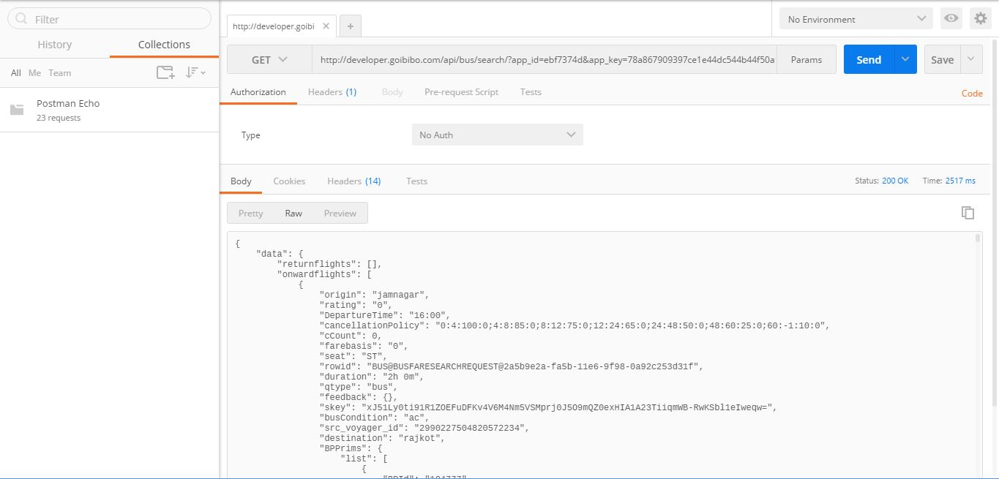 Filter
History Collections
All Me Team
Postman Echo
23 requests
http://developer.goibi
No Environment
GET http://developer.goibibo.com/api/bus/search/?app_id=ebf7374d&app_key=78a867909397ce1e44dc544b44f50a Params Send Save
Authorization Headers (1) Body Pre-request Script Tests Code
Type No Auth
Body Cookies Headers (14) Tests Status: 200 OK Time: 2517 ms
Pretty Raw Preview
{
"data": {
"returnflights": [],
"onwardflights": [
{
"origin": "jamnagar",
"rating": "0",
"DepartureTime": "16:00",
"cancellationPolicy": "0:4:100:0;4:8:85:0;8:12:75:0;12:24:65:0;24:48:50:0;48:60:25:0;60:-1:10:0",
"cCount": 0,
"farebasis": "0",
"seat": "ST",
"rowid": "BUS@BUSFARESEARCHREQUEST@2a5b9e2a-fa5b-11e6-9f98-0a92c253d31f",
"duration": "2h 0m",
"qtype": "bus",
"feedback": {},
"skey": "xJ51Ly0ti91R1ZOEFuDFKv4V6M4Nm5VSMprj0J5O9mQZ0exHIA1A23TiiqmWB-RwKSbl1eIweqw=",
"busCondition": "ac",
"src_voyager_id": "2990227504820572234",
"destination": "rajkot",
"BPPrims": {
"list": [
{